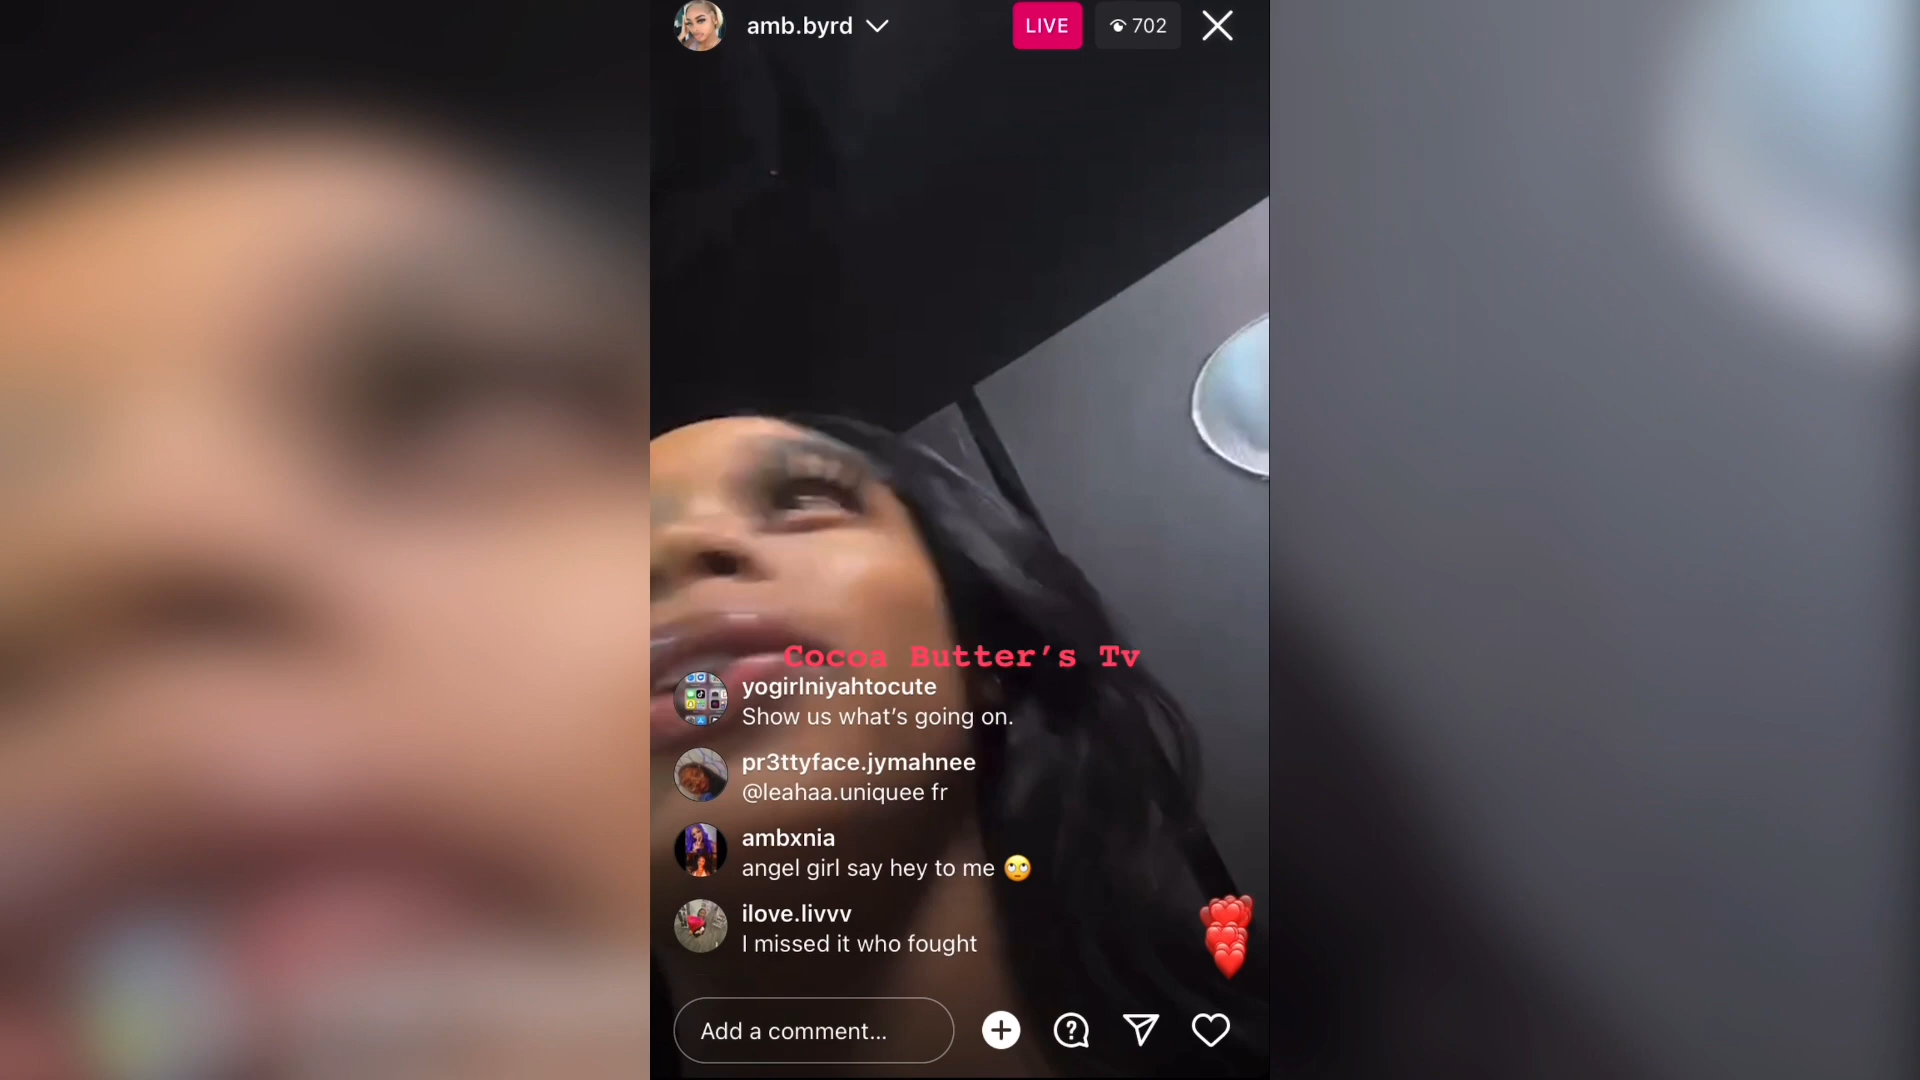 amb.byrd
LIVE
702
Cocoa Butter's Tv
yogirlniyahtocute
Show us what's going on.
pr3ttyface.jymahnee
@leahaa.uniquee fr
ambxnia
angel girl say hey to me 🙄
ilove.livvv
I missed it who fought
Add a comment...